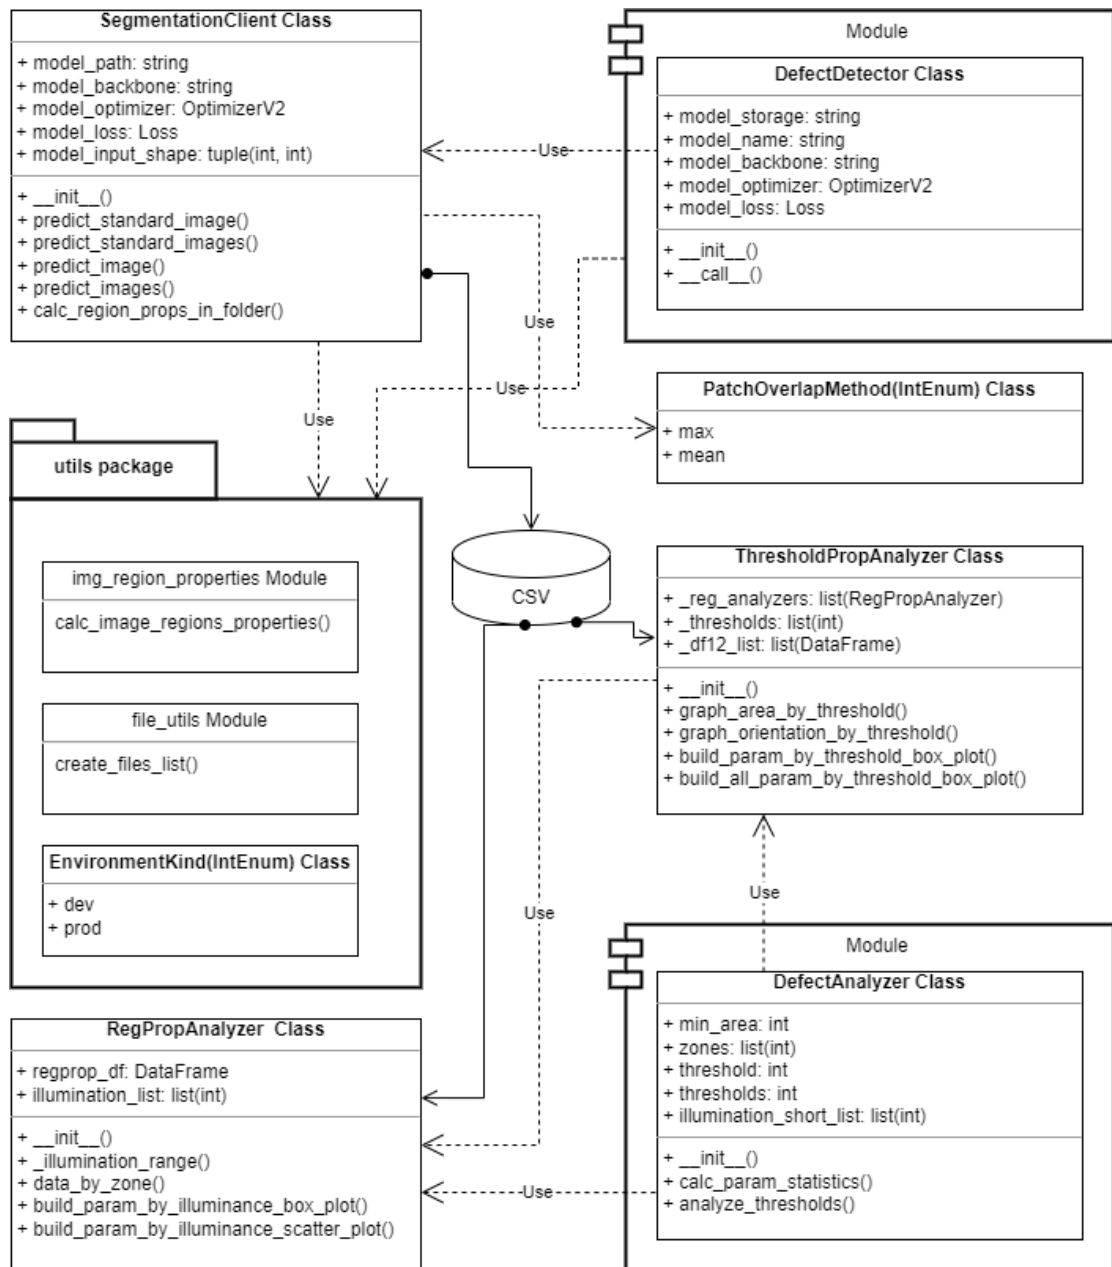 SegmentationClient Class
+ model_path: string
+ model_backbone: string
+ model_optimizer: OptimizerV2
+ model_loss: Loss
+ model_input_shape: tuple(int, int)
+ __init__()
+ predict_standard_image()
+ predict_standard_images()
+ predict_image()
+ predict_images()
+ calc_region_props_in_folder()
Module
DefectDetector Class
+ model_storage: string
+ model_name: string
+ model_backbone: string
+ model_optimizer: OptimizerV2
+ model_loss: Loss
+ __init__()
+ __call__()
Use
Use
Use
Use
PatchOverlapMethod(IntEnum) Class
+ max
+ mean
utils package
img_region_properties Module
calc_image_regions_properties()
file_utils Module
create_files_list()
EnvironmentKind(IntEnum) Class
+ dev
+ prod
CSV
ThresholdPropAnalyzer Class
+ _reg_analyzers: list(RegPropAnalyzer)
+ _thresholds: list(int)
+ _df12_list: list(DataFrame)
+ __init__()
+ graph_area_by_threshold()
+ graph_orientation_by_threshold()
+ build_param_by_threshold_box_plot()
+ build_all_param_by_threshold_box_plot()
Use
Use
RegPropAnalyzer Class
+ regprop_df: DataFrame
+ illumination_list: list(int)
+ __init__()
+ _illumination_range()
+ data_by_zone()
+ build_param_by_illuminance_box_plot()
+ build_param_by_illuminance_scatter_plot()
Use
Module
DefectAnalyzer Class
+ min_area: int
+ zones: list(int)
+ threshold: int
+ thresholds: int
+ illumination_short_list: list(int)
+ __init__()
+ calc_param_statistics()
+ analyze_thresholds()